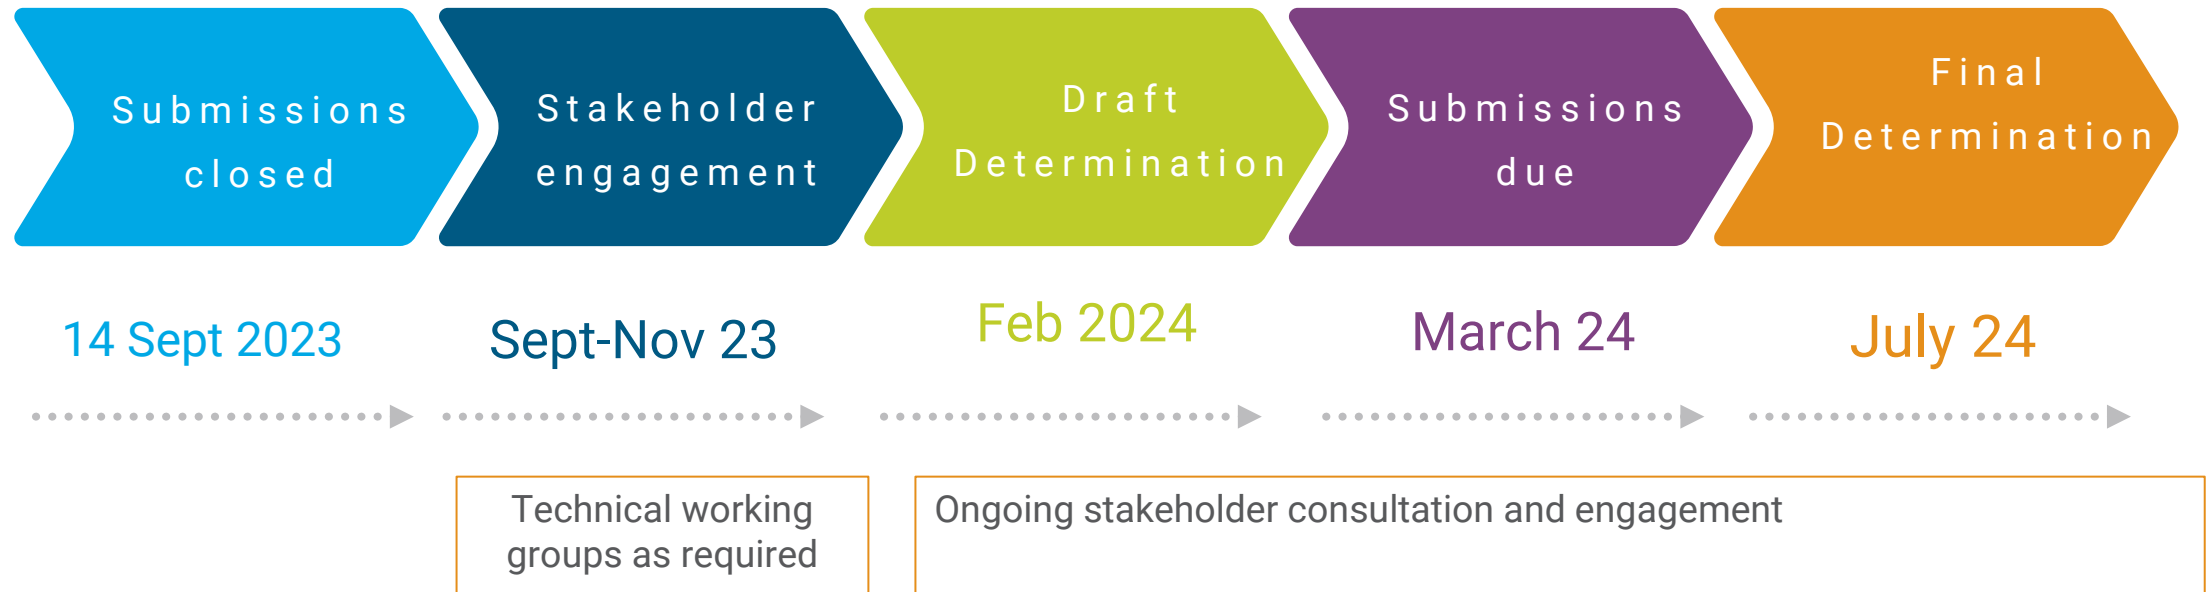 Submissions
closed
Stakeholder
engagement
Draft
Determination
Submissions
due
Final
Determination
14 Sept 2023
Sept-Nov 23
Feb 2024
March 24
July 24
Technical working
groups as required
Ongoing stakeholder consultation and engagement